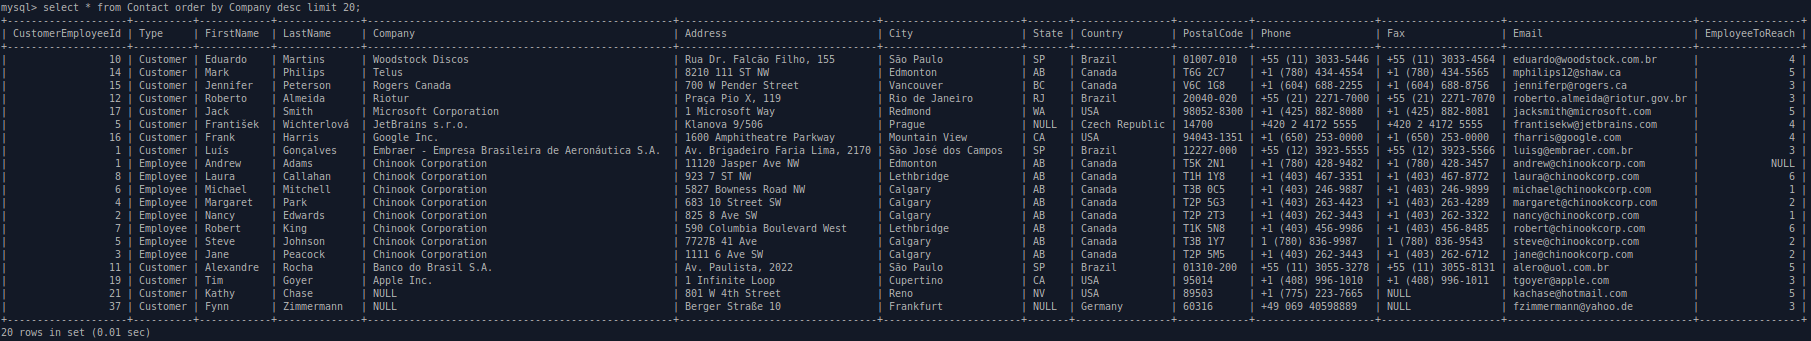 mysql> select * from Contact order by Company desc limit 20;
| CustomerEmployeeId | Type | FirstName | LastName | Company | Address | City | State | Country | PostalCode | Phone | Fax | Email | EmployeeToReach |
| 10 | Customer | Eduardo | Martins | Woodstock Discos | Rua Dr. Falcão Filho, 155 | São Paulo | SP | Brazil | 01007-010 | +55 (11) 3033-5446 | +55 (11) 3033-4564 | eduardo@woodstock.com.br | 4 |
| 14 | Customer | Mark | Philips | Telus | 8210 111 ST NW | Edmonton | AB | Canada | T6G 2C7 | +1 (780) 434-4554 | +1 (780) 434-5565 | mphilips12@shaw.ca | 5 |
| 15 | Customer | Jennifer | Peterson | Rogers Canada | 700 W Pender Street | Vancouver | BC | Canada | V6C 1G8 | +1 (604) 688-2255 | +1 (604) 688-8756 | jenniferp@rogers.ca | 3 |
| 12 | Customer | Roberto | Almeida | Riotur | Praça Pio X, 119 | Rio de Janeiro | RJ | Brazil | 20040-020 | +55 (21) 2271-7000 | +55 (21) 2271-7070 | roberto.almeida@riotur.gov.br | 3 |
| 17 | Customer | Jack | Smith | Microsoft Corporation | 1 Microsoft Way | Redmond | WA | USA | 98052-8300 | +1 (425) 882-8080 | +1 (425) 882-8081 | jacksmith@microsoft.com | 5 |
| 5 | Customer | František | Wichterlová | JetBrains s.r.o. | Klanova 9/506 | Prague | NULL | Czech Republic | 14700 | +420 2 4172 5555 | +420 2 4172 5555 | frantisekw@jetbrains.com | 4 |
| 16 | Customer | Frank | Harris | Google Inc. | 1600 Amphitheatre Parkway | Mountain View | CA | USA | 94043-1351 | +1 (650) 253-0000 | +1 (650) 253-0000 | fharris@google.com | 4 |
| 1 | Customer | Luís | Gonçalves | Embraer - Empresa Brasileira de Aeronáutica S.A. | Av. Brigadeiro Faria Lima, 2170 | São José dos Campos | SP | Brazil | 12227-000 | +55 (12) 3923-5555 | +55 (12) 3923-5566 | luisg@embraer.com.br | 3 |
| 1 | Employee | Andrew | Adams | Chinook Corporation | 11120 Jasper Ave NW | Edmonton | AB | Canada | T5K 2N1 | +1 (780) 428-9482 | +1 (780) 428-3457 | andrew@chinookcorp.com | NULL |
| 8 | Employee | Laura | Callahan | Chinook Corporation | 923 7 ST NW | Lethbridge | AB | Canada | T1H 1Y8 | +1 (403) 467-3351 | +1 (403) 467-8772 | laura@chinookcorp.com | 6 |
| 6 | Employee | Michael | Mitchell | Chinook Corporation | 5827 Bowness Road NW | Calgary | AB | Canada | T3B 0C5 | +1 (403) 246-9887 | +1 (403) 246-9899 | michael@chinookcorp.com | 1 |
| 4 | Employee | Margaret | Park | Chinook Corporation | 683 10 Street SW | Calgary | AB | Canada | T2P 5G3 | +1 (403) 263-4423 | +1 (403) 263-4289 | margaret@chinookcorp.com | 2 |
| 2 | Employee | Nancy | Edwards | Chinook Corporation | 825 8 Ave SW | Calgary | AB | Canada | T2P 2T3 | +1 (403) 262-3443 | +1 (403) 262-3322 | nancy@chinookcorp.com | 1 |
| 7 | Employee | Robert | King | Chinook Corporation | 590 Columbia Boulevard West | Lethbridge | AB | Canada | T1K 5N8 | +1 (403) 456-9986 | +1 (403) 456-8485 | robert@chinookcorp.com | 6 |
| 5 | Employee | Steve | Johnson | Chinook Corporation | 7727B 41 Ave | Calgary | AB | Canada | T3B 1Y7 | 1 (780) 836-9987 | 1 (780) 836-9543 | steve@chinookcorp.com | 2 |
| 3 | Employee | Jane | Peacock | Chinook Corporation | 1111 6 Ave SW | Calgary | AB | Canada | T2P 5M5 | +1 (403) 262-3443 | +1 (403) 262-6712 | jane@chinookcorp.com | 2 |
| 11 | Customer | Alexandre | Rocha | Banco do Brasil S.A. | Av. Paulista, 2022 | São Paulo | SP | Brazil | 01310-200 | +55 (11) 3055-3278 | +55 (11) 3055-8131 | alero@uol.com.br | 5 |
| 19 | Customer | Tim | Goyer | Apple Inc. | 1 Infinite Loop | Cupertino | CA | USA | 95014 | +1 (408) 996-1010 | +1 (408) 996-1011 | tgoyer@apple.com | 3 |
| 21 | Customer | Kathy | Chase | NULL | 801 W 4th Street | Reno | NV | USA | 89503 | +1 (775) 223-7665 | NULL | kachase@hotmail.com | 5 |
| 37 | Customer | Fynn | Zimmermann | NULL | Berger Straße 10 | Frankfurt | NULL | Germany | 60316 | +49 069 40598889 | NULL | fzimmermann@yahoo.de | 3 |
20 rows in set (0.01 sec)